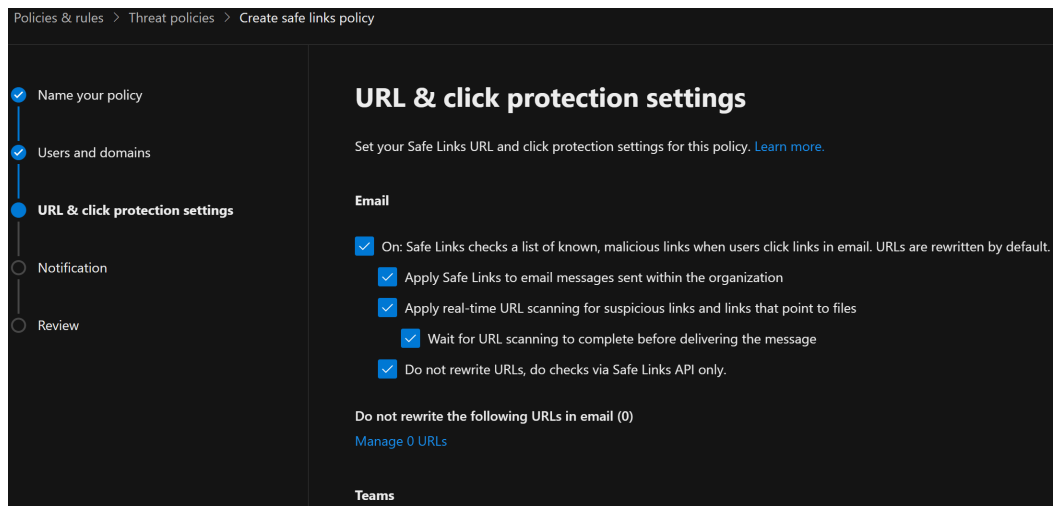 Policies & rules > Threat policies > Create safe links policy
Name your policy
Users and domains
URL & click protection settings
Notification
Review
URL & click protection settings
Set your Safe Links URL and click protection settings for this policy. Learn more.
Email
On: Safe Links checks a list of known, malicious links when users click links in email. URLs are rewritten by default.
Apply Safe Links to email messages sent within the organization
Apply real-time URL scanning for suspicious links and links that point to files
Wait for URL scanning to complete before delivering the message
Do not rewrite URLs, do checks via Safe Links API only.
Do not rewrite the following URLs in email (0)
Manage 0 URLs
Teams